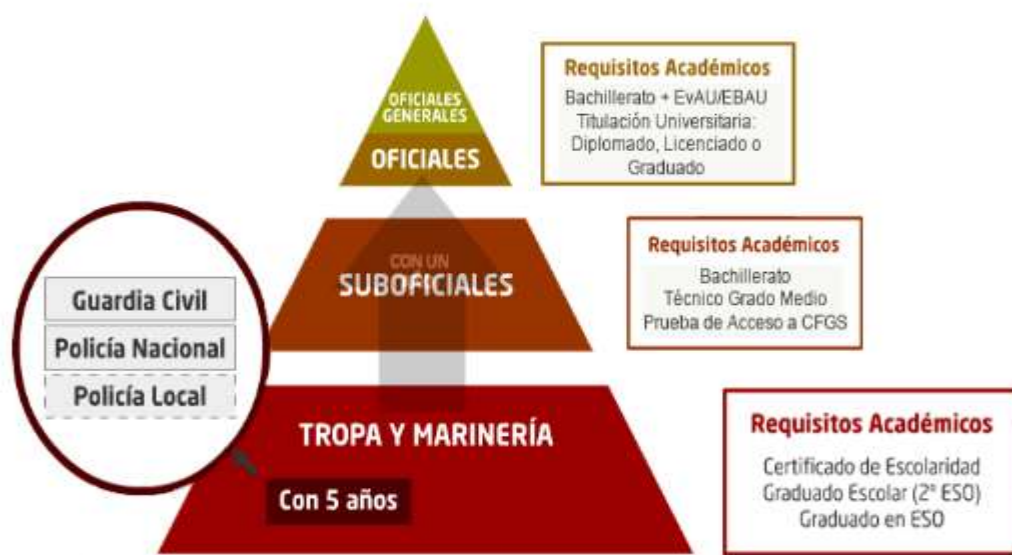 OFICIALES
GENERALES
OFICIALES
Requisitos Académicos
Bachillerato + EvAU/EBAU
Titulación Universitaria:
Diplomado, Licenciado o
Graduado
CON UN
SUBOFICIALES
Requisitos Académicos
Bachillerato
Técnico Grado Medio
Prueba de Acceso a CFGS
Guardia Civil
Policía Nacional
Policía Local
TROPA Y MARINERÍA
Con 5 años
Requisitos Académicos
Certificado de Escolaridad
Graduado Escolar (2º ESO)
Graduado en ESO